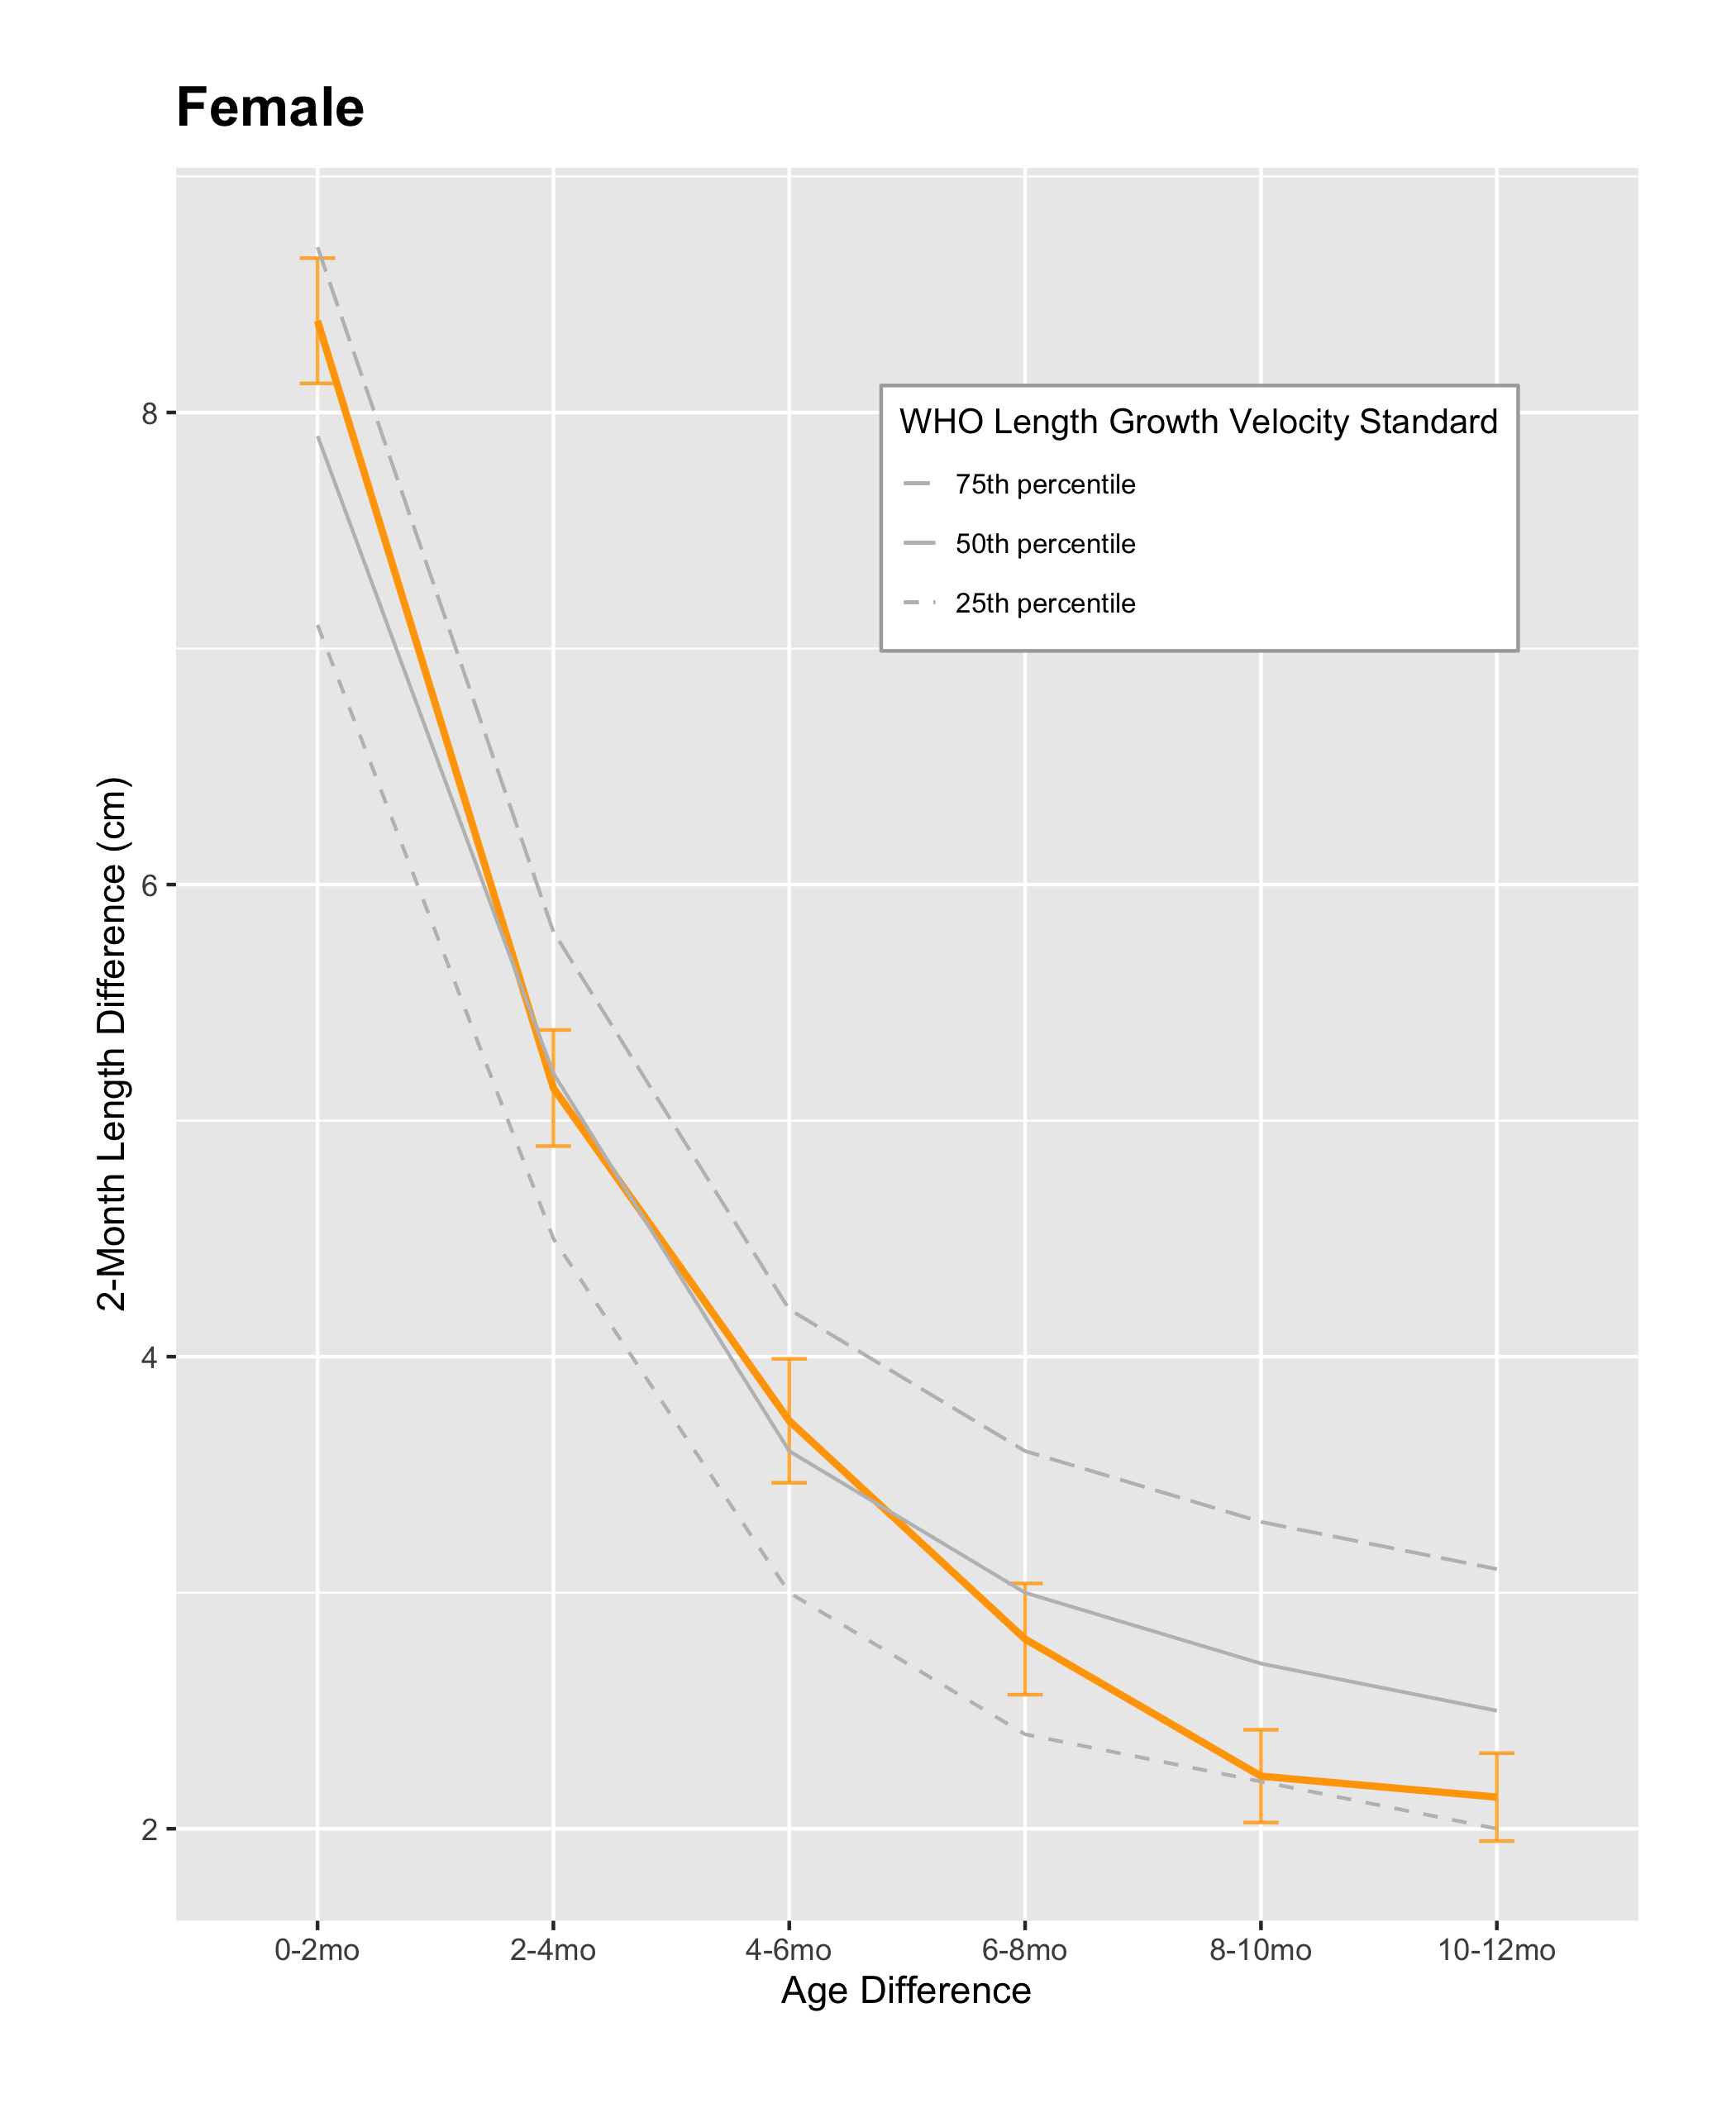 Female
2-Month Length Difference (cm)
8
6
4
2
WHO Length Growth Velocity Standard
75th percentile
50th percentile
25th percentile
0-2mo 2-4mo 4-6mo 6-8mo 8-10mo 10-12mo
Age Difference